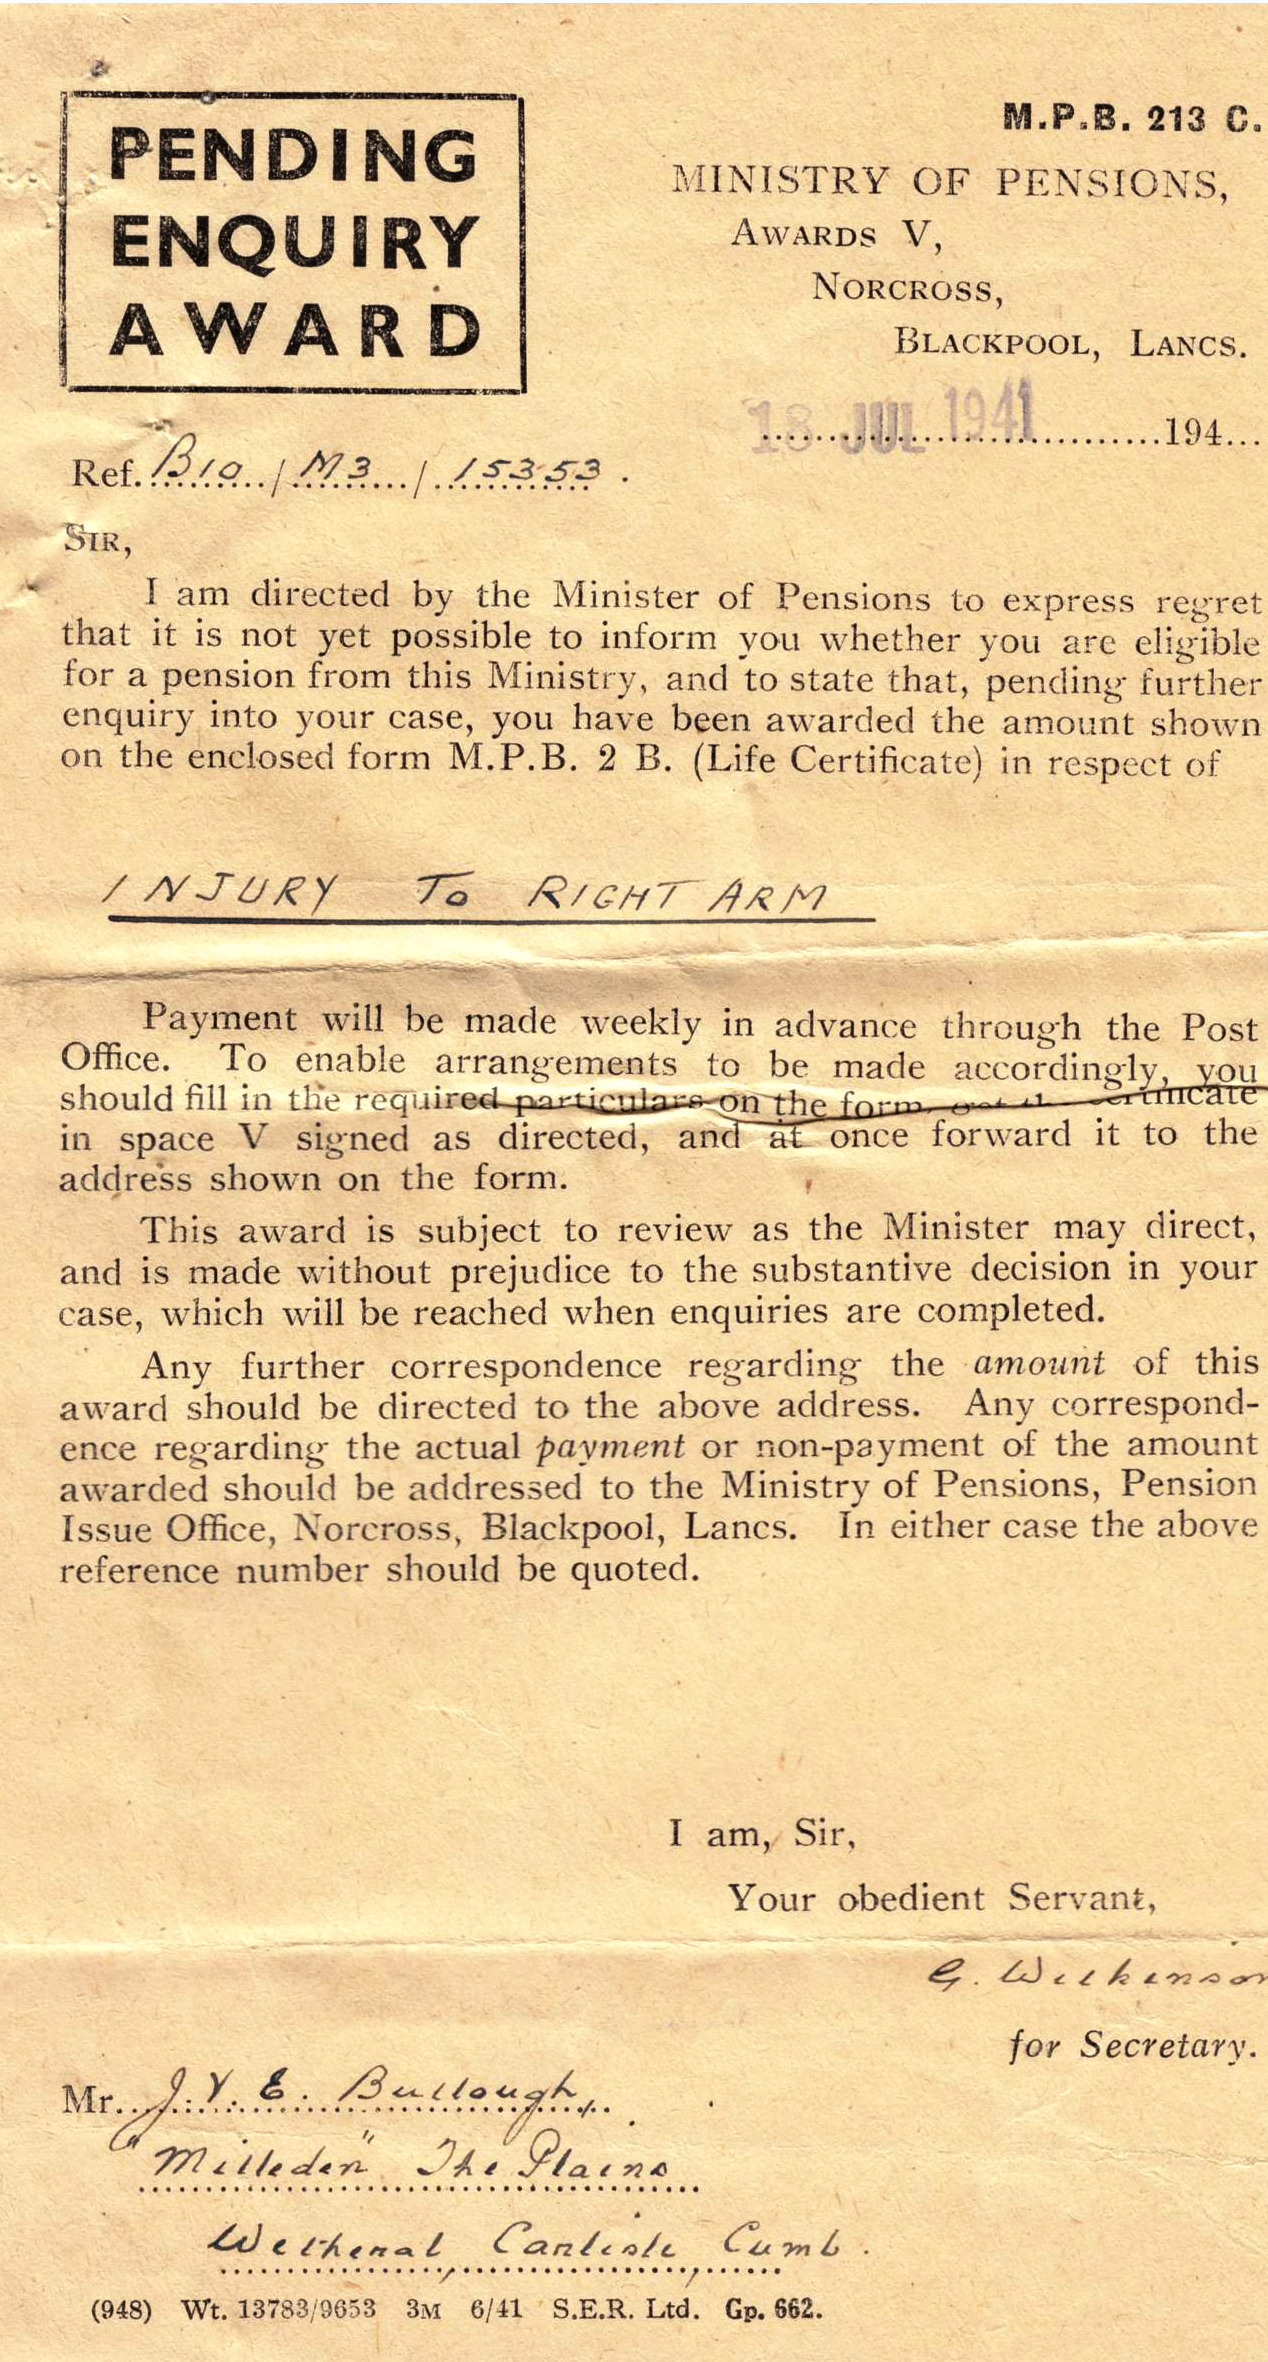 PENDING
ENQUIRY
AWARD
M.P.B. 213 C.
MINISTRY OF PENSIONS,
AWARDS V,
NORCROSS,
BLACKPOOL, LANCS.
18 JUL 1941 194...
Ref. B10 / M3 / 15353.
SIR,
I am directed by the Minister of Pensions to express regret
that it is not yet possible to inform you whether you are eligible
for a pension from this Ministry, and to state that, pending further
enquiry into your case, you have been awarded the amount shown
on the enclosed form M.P.B. 2 B. (Life Certificate) in respect of
INJURY To RIGHT ARM
Payment will be made weekly in advance through the Post
Office. To enable arrangements to be made accordingly, you
should fill in the required particulars on the form, certificate
in space V signed as directed, and at once forward it to the
address shown on the form.
This award is subject to review as the Minister may direct,
and is made without prejudice to the substantive decision in your
case, which will be reached when enquiries are completed.
Any further correspondence regarding the amount of this
award should be directed to the above address. Any correspond-
ence regarding the actual payment or non-payment of the amount
awarded should be addressed to the Ministry of Pensions, Pension
Issue Office, Norcross, Blackpool, Lancs. In either case the above
reference number should be quoted.
I am, Sir,
Your obedient Servant,
G. Wilkinson
for Secretary.
Mr. J. Y. E. Bullough,
"Milleden" The Plains
Wetheral, Carlisle, Cumb.
(948) Wt. 13783/9653 3M 6/41 S.E.R. Ltd. Gp. 662.